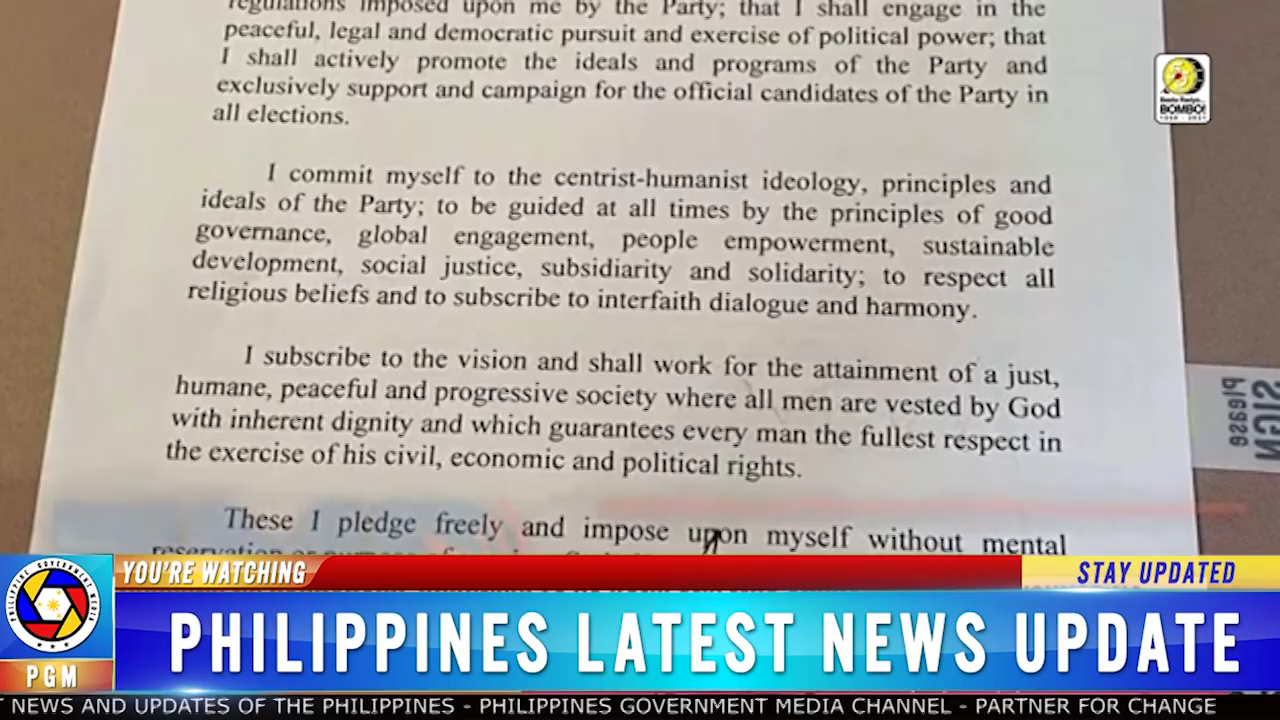 regulations imposed upon me by the Party; that I shall engage in the
peaceful, legal and democratic pursuit and exercise of political power; that
I shall actively promote the ideals and programs of the Party and
exclusively support and campaign for the official candidates of the Party in
all elections.
BOMBO!
I commit myself to the centrist-humanist ideology, principles and
ideals of the Party; to be guided at all times by the principles of good
governance, global engagement, people empowerment, sustainable
development, social justice, subsidiarity and solidarity; to respect all
religious beliefs and to subscribe to interfaith dialogue and harmony.
I subscribe to the vision and shall work for the attainment of a just,
humane, peaceful and progressive society where all men are vested by God
with inherent dignity and which guarantees every man the fullest respect in
the exercise of his civil, economic and political rights.
Please
SIGN
These I pledge freely and impose upon myself without mental
reservation or purpose of
YOU'RE WATCHING
STAY UPDATED
PHILIPPINE GOVERNMENT MEDIA
PGM
PHILIPPINES LATEST NEWS UPDATE
T NEWS AND UPDATES OF THE PHILIPPINES - PHILIPPINES GOVERNMENT MEDIA CHANNEL - PARTNER FOR CHANGE